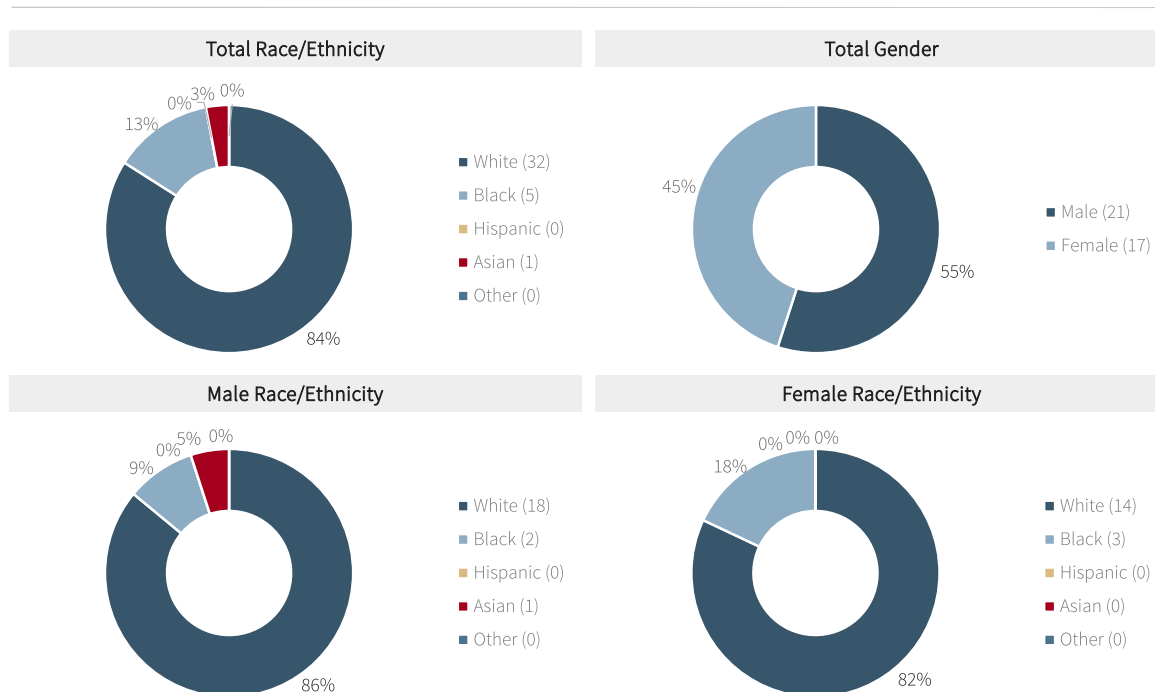 Total Race/Ethnicity
0%
3%
0%
13%
84%
White (32)
Black (5)
Hispanic (0)
Asian (1)
Other (0)
Total Gender
45%
55%
Male (21)
Female (17)
Male Race/Ethnicity
0%
5%
0%
9%
86%
White (18)
Black (2)
Hispanic (0)
Asian (1)
Other (0)
Female Race/Ethnicity
0%
0%
0%
18%
82%
White (14)
Black (3)
Hispanic (0)
Asian (0)
Other (0)